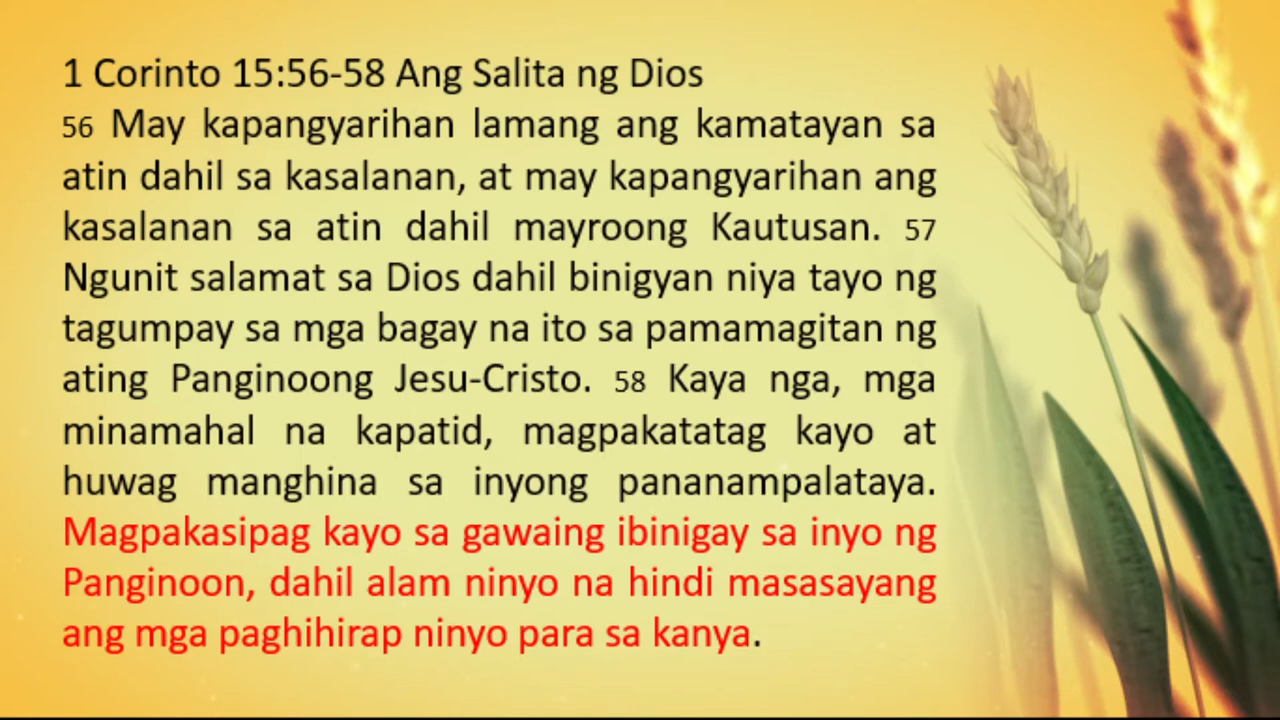 1 Corinto 15:56-58 Ang Salita ng Dios
56 May kapangyarihan lamang ang kamatayan sa
atin dahil sa kasalanan, at may kapangyarihan ang
kasalanan sa atin dahil mayroong Kautusan. 57
Ngunit salamat sa Dios dahil binigyan niya tayo ng
tagumpay sa mga bagay na ito sa pamamagitan ng
ating Panginoong Jesu-Cristo. 58 Kaya nga, mga
minamahal na kapatid, magpakatatag kayo at
huwag manghina sa inyong pananampalataya.
Magpakasipag kayo sa gawaing ibinigay sa inyo ng
Panginoon, dahil alam ninyo na hindi masasayang
ang mga paghihirap ninyo para sa kanya.